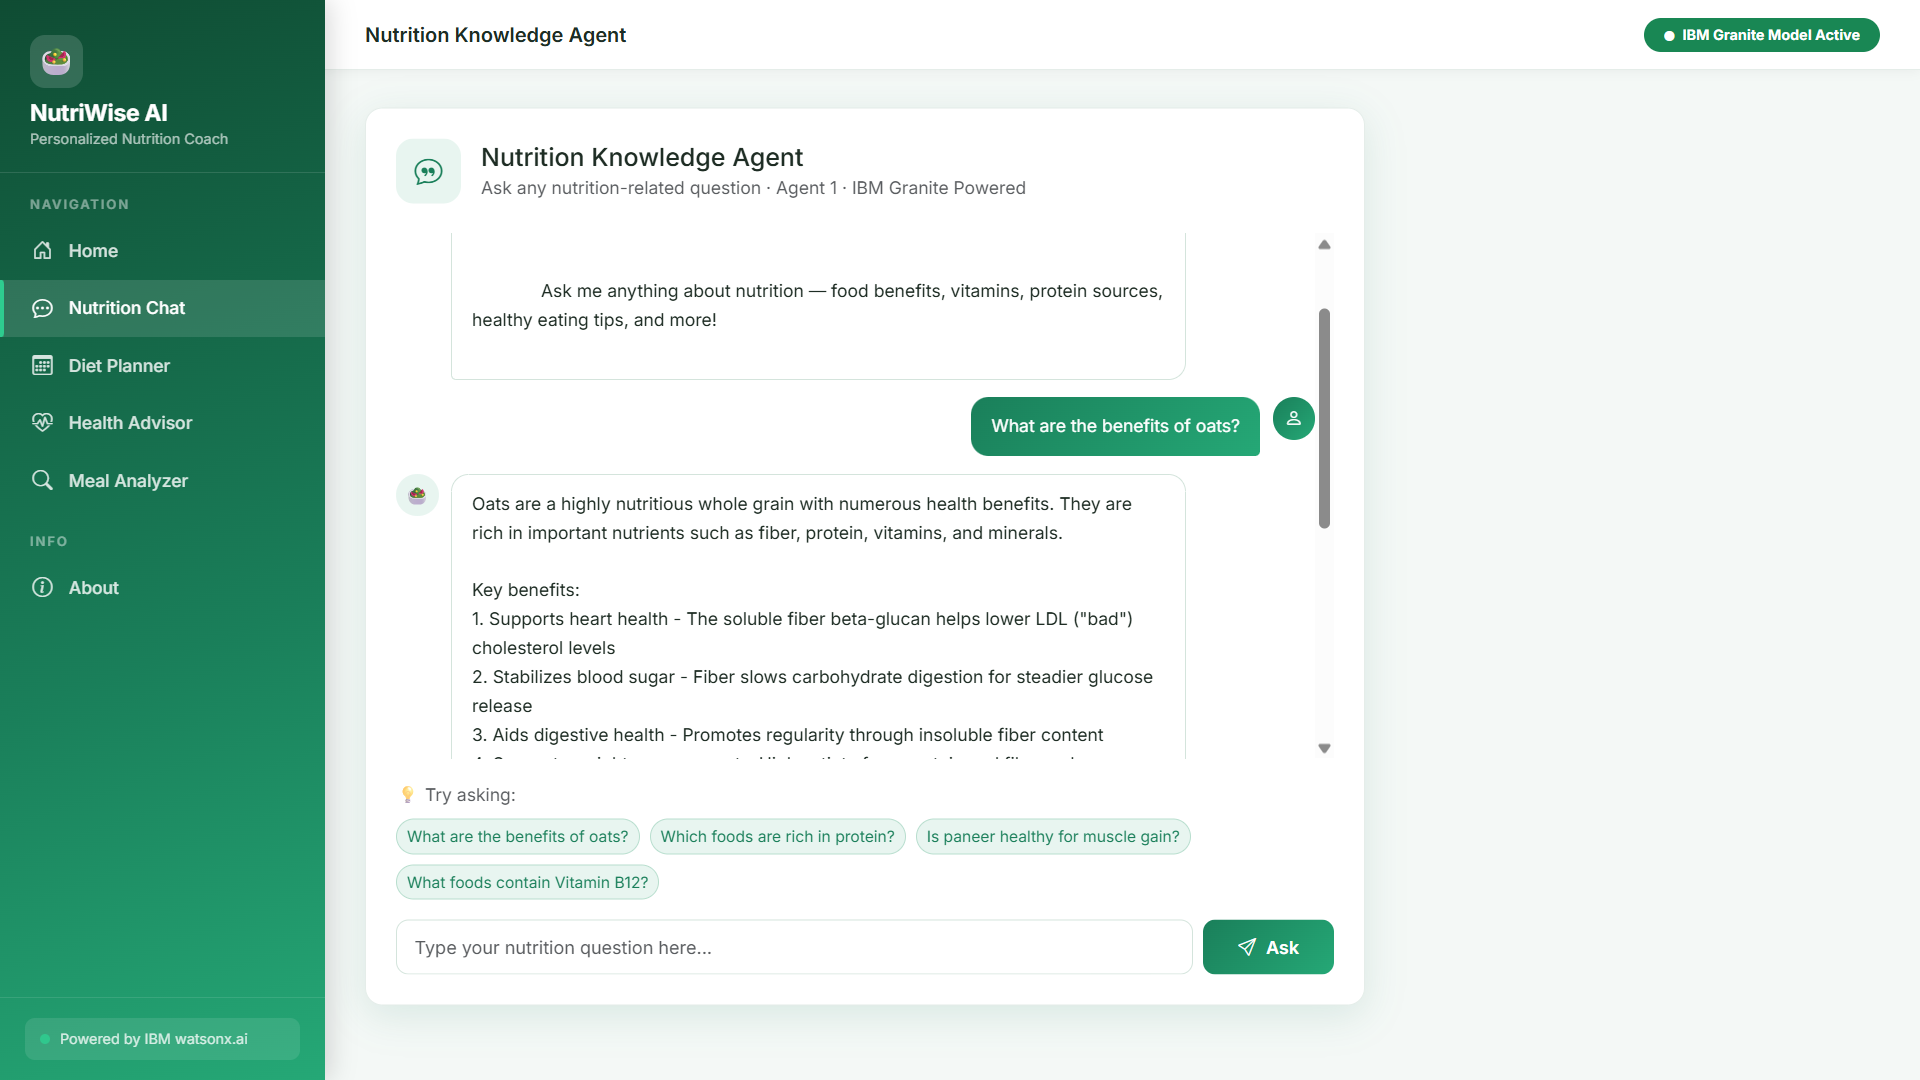 NutriWise AI
Personalized Nutrition Coach
NAVIGATION
Home
Nutrition Chat
Diet Planner
Health Advisor
Meal Analyzer
INFO
About
Powered by IBM watsonx.ai
Nutrition Knowledge Agent
IBM Granite Model Active
Nutrition Knowledge Agent
Ask any nutrition-related question · Agent 1 · IBM Granite Powered
Ask me anything about nutrition — food benefits, vitamins, protein sources,
healthy eating tips, and more!
What are the benefits of oats?
Oats are a highly nutritious whole grain with numerous health benefits. They are
rich in important nutrients such as fiber, protein, vitamins, and minerals.
Key benefits:
1. Supports heart health - The soluble fiber beta-glucan helps lower LDL ("bad")
cholesterol levels
2. Stabilizes blood sugar - Fiber slows carbohydrate digestion for steadier glucose
release
3. Aids digestive health - Promotes regularity through insoluble fiber content
Try asking:
What are the benefits of oats?
Which foods are rich in protein?
Is paneer healthy for muscle gain?
What foods contain Vitamin B12?
Type your nutrition question here...
Ask